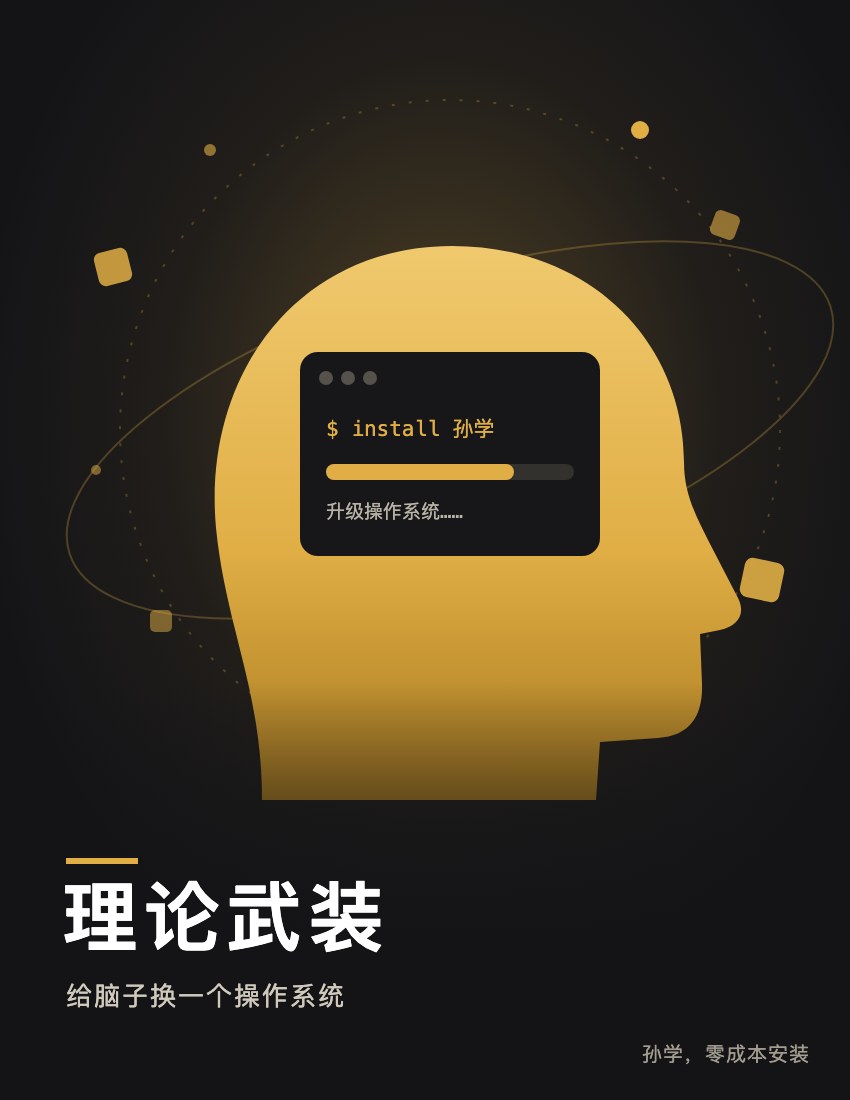 $ install 孙学
升级操作系统……
理论武装
给脑子换一个操作系统
孙学，零成本安装